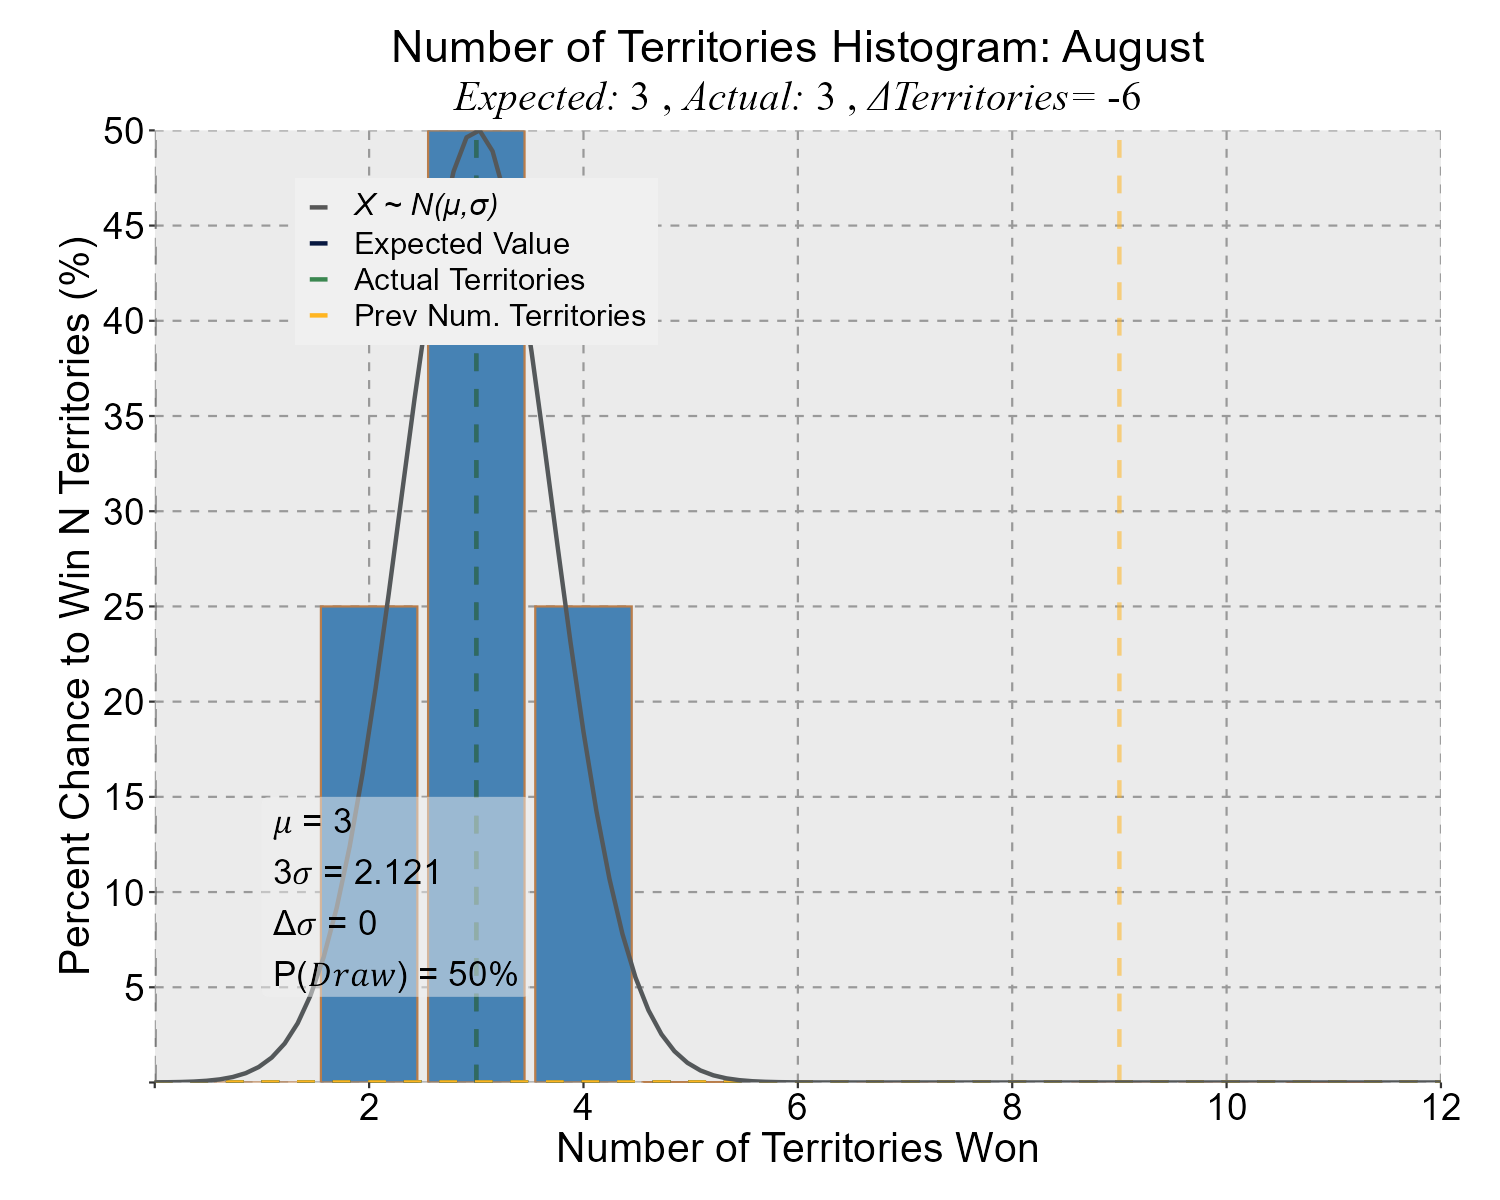 Number of Territories Histogram: August
Expected: 3 , Actual: 3 , ΔTerritories= -6
Percent Chance to Win N Territories (%)
50
45
40
35
30
25
20
15
10
5
X ~ N(μ,σ)
Expected Value
Actual Territories
Prev Num. Territories
μ = 3
3σ = 2.121
Δσ = 0
P(Draw) = 50%
2 4 6 8 10 12
Number of Territories Won